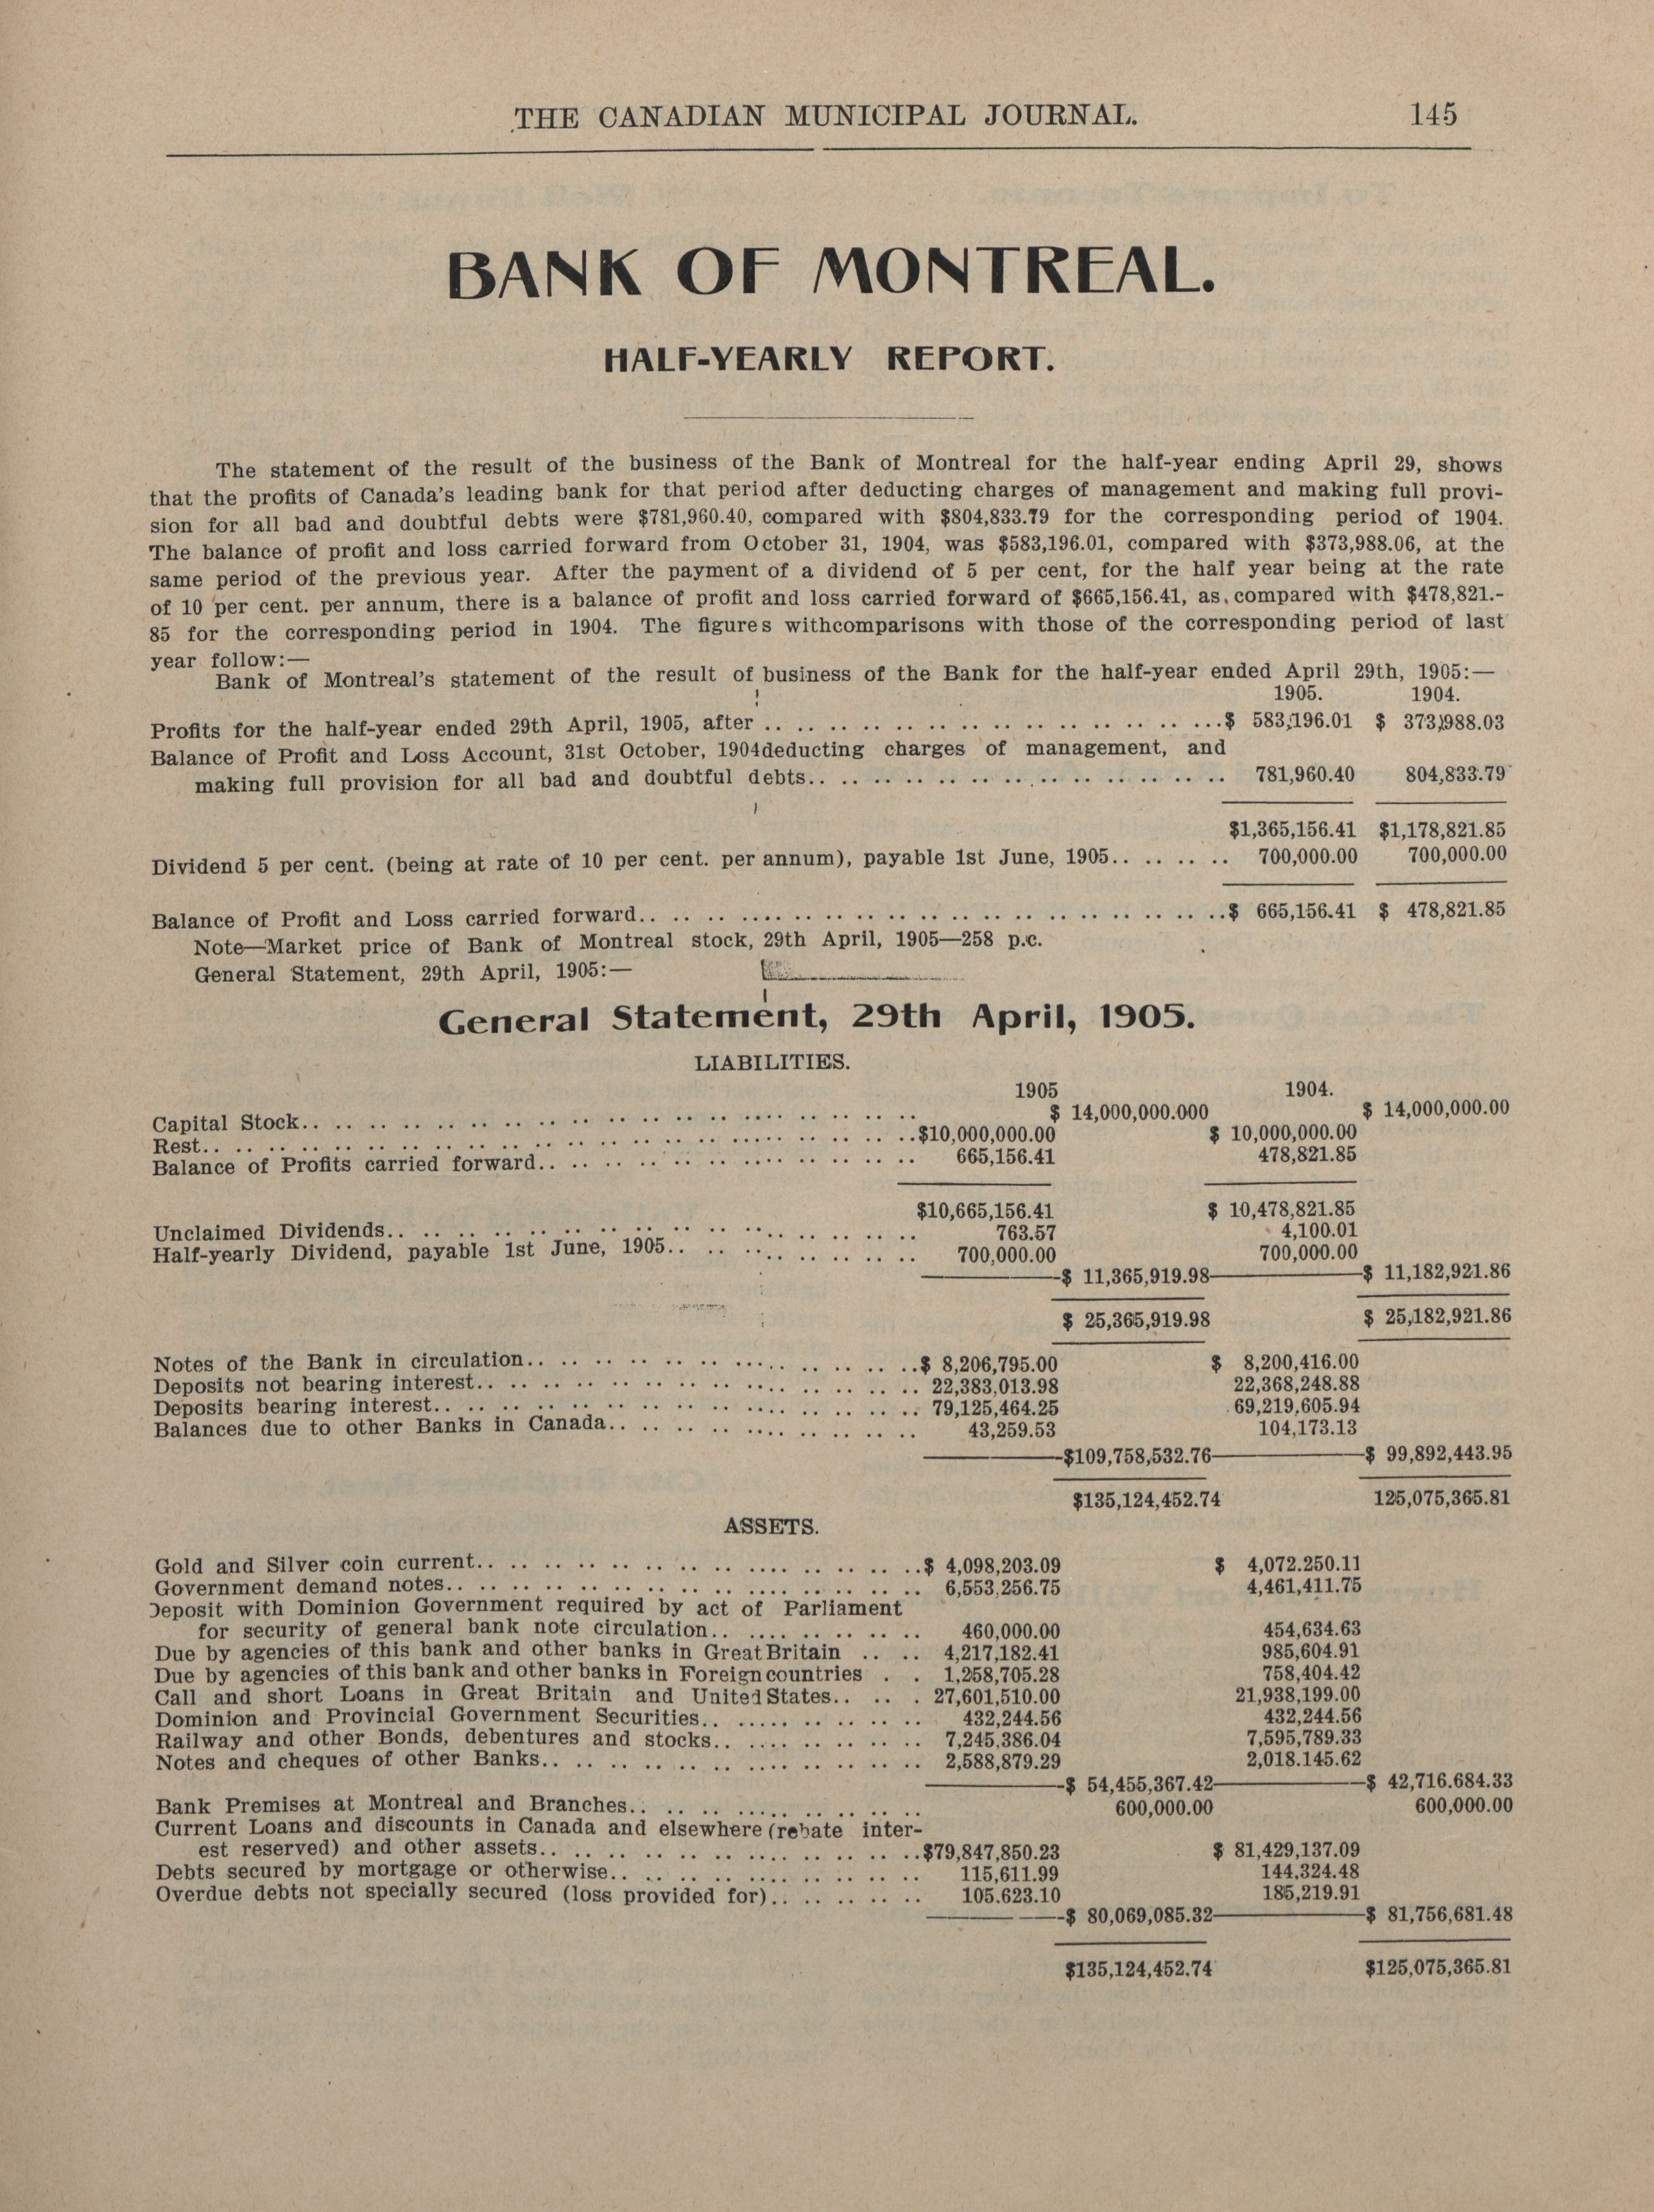 THE CANADIAN MUNICIPAL JOURNAL. 145
BANK OF MONTREAL.
HALF-YEARLY REPORT.
The statement of the result of the business of the Bank of Montreal for the half-year ending April 29, shows
that the profits of Canada's leading bank for that period after deducting charges of management and making full provi-
sion for all bad and doubtful debts were $781,960.40, compared with $804,833.79 for the corresponding period of 1904.
The balance of profit and loss carried forward from October 31, 1904, was $583,196.01, compared with $373,988.06, at the
same period of the previous year. After the payment of a dividend of 5 per cent, for the half year being at the rate
of 10 per cent. per annum, there is a balance of profit and loss carried forward of $665,156.41, as, compared with $478,821.-
85 for the corresponding period in 1904. The figures withcomparisons with those of the corresponding period of last
year follow:—
Bank of Montreal's statement of the result of business of the Bank for the half-year ended April 29th, 1905:—
1905. 1904.
Profits for the half-year ended 29th April, 1905, after .. .. .. .. .. .. .. .. .. .. .. .. .. .. ...$ 583,196.01 $ 373,988.03
Balance of Profit and Loss Account, 31st October, 1904deducting charges of management, and
making full provision for all bad and doubtful debts.. .. .. .. .. .. .. .. .. .. .. .. .. .. 781,960.40 804,833.79
$1,365,156.41 $1,178,821.85
Dividend 5 per cent. (being at rate of 10 per cent. per annum), payable 1st June, 1905.. .. .. .. 700,000.00 700,000.00
Balance of Profit and Loss carried forward.. .. .. .. .... .. .. .. .. .. .. .. .. .. .. .. .. .. ..$ 665,156.41 $ 478,821.85
Note—Market price of Bank of Montreal stock, 29th April, 1905—258 p.c.
General Statement, 29th April, 1905:—
General Statement, 29th April, 1905.
LIABILITIES.
1905 1904.
Capital Stock.. .. .. .. .. .. .. .. .. .. .. .. .... .. .. .. .. $ 14,000,000.000 $ 14,000,000.00
Rest.. .. .. .. .. .. .. .. .. .. .. .. .. .. .. .... .. .. .. ..$10,000,000.00 $ 10,000,000.00
Balance of Profits carried forward.. .. .. .. .. .. .. .... .. .. .. .. 665,156.41 478,821.85
$10,665,156.41 $ 10,478,821.85
Unclaimed Dividends.. .. .. .. .. .. .. .. .. .. .. .. .. .. .. .. .. 763.57 4,100.01
Half-yearly Dividend, payable 1st June, 1905.. .. .. .. .. .. .. .. 700,000.00 700,000.00
$ 11,365,919.98 $ 11,182,921.86
$ 25,365,919.98 $ 25,182,921.86
Notes of the Bank in circulation.. .. .. .. .. .. .. .... .. .. .. .. ..$ 8,206,795.00 $ 8,200,416.00
Deposits not bearing interest.. .. .. .. .. .. .. .. .. .... .. .. .. .. 22,383,013.98 22,368,248.88
Deposits bearing interest.. .. .. .. .. .. .. .. .. .. .... .. .. .. .. 79,125,464.25 69,219,605.94
Balances due to other Banks in Canada.. .. .. .. .. .... .. .. .. .. 43,259.53 104,173.13
$109,758,532.76 $ 99,892,443.95
$135,124,452.74 125,075,365.81
ASSETS.
Gold and Silver coin current.. .. .. .. .. .. .. .. .. .... .. .. .. ..$ 4,098,203.09 $ 4,072.250.11
Government demand notes.. .. .. .. .. .. .. .. .. .... .. .. .. .. 6,553,256.75 4,461,411.75
Deposit with Dominion Government required by act of Parliament
for security of general bank note circulation.. .... .. .. .. .. 460,000.00 454,634.63
Due by agencies of this bank and other banks in Great Britain .. .. 4,217,182.41 985,604.91
Due by agencies of this bank and other banks in Foreign countries . . 1,258,705.28 758,404.42
Call and short Loans in Great Britain and United States.. .. . 27,601,510.00 21,938,199.00
Dominion and Provincial Government Securities.. ..... .. .. .. .. 432,244.56 432,244.56
Railway and other Bonds, debentures and stocks.. .... .. .. .. .. 7,245,386.04 7,595,789.33
Notes and cheques of other Banks.. .. .. .. .. .. .... .. .. .. .. 2,588,879.29 2,018.145.62
$ 54,455,367.42 $ 42,716.684.33
Bank Premises at Montreal and Branches.. .. .. ..... .. .. .. .. 600,000.00 600,000.00
Current Loans and discounts in Canada and elsewhere (rebate inter-
est reserved) and other assets.. .. .. .. .. .. .... .. .. .. ..$79,847,850.23 $ 81,429,137.09
Debts secured by mortgage or otherwise.. .. .. .. .... .. .. .. .. 115,611.99 144,324.48
Overdue debts not specially secured (loss provided for).. .. .. .. .. 105.623.10 185,219.91
$ 80,069,085.32 $ 81,756,681.48
$135,124,452.74 $125,075,365.81